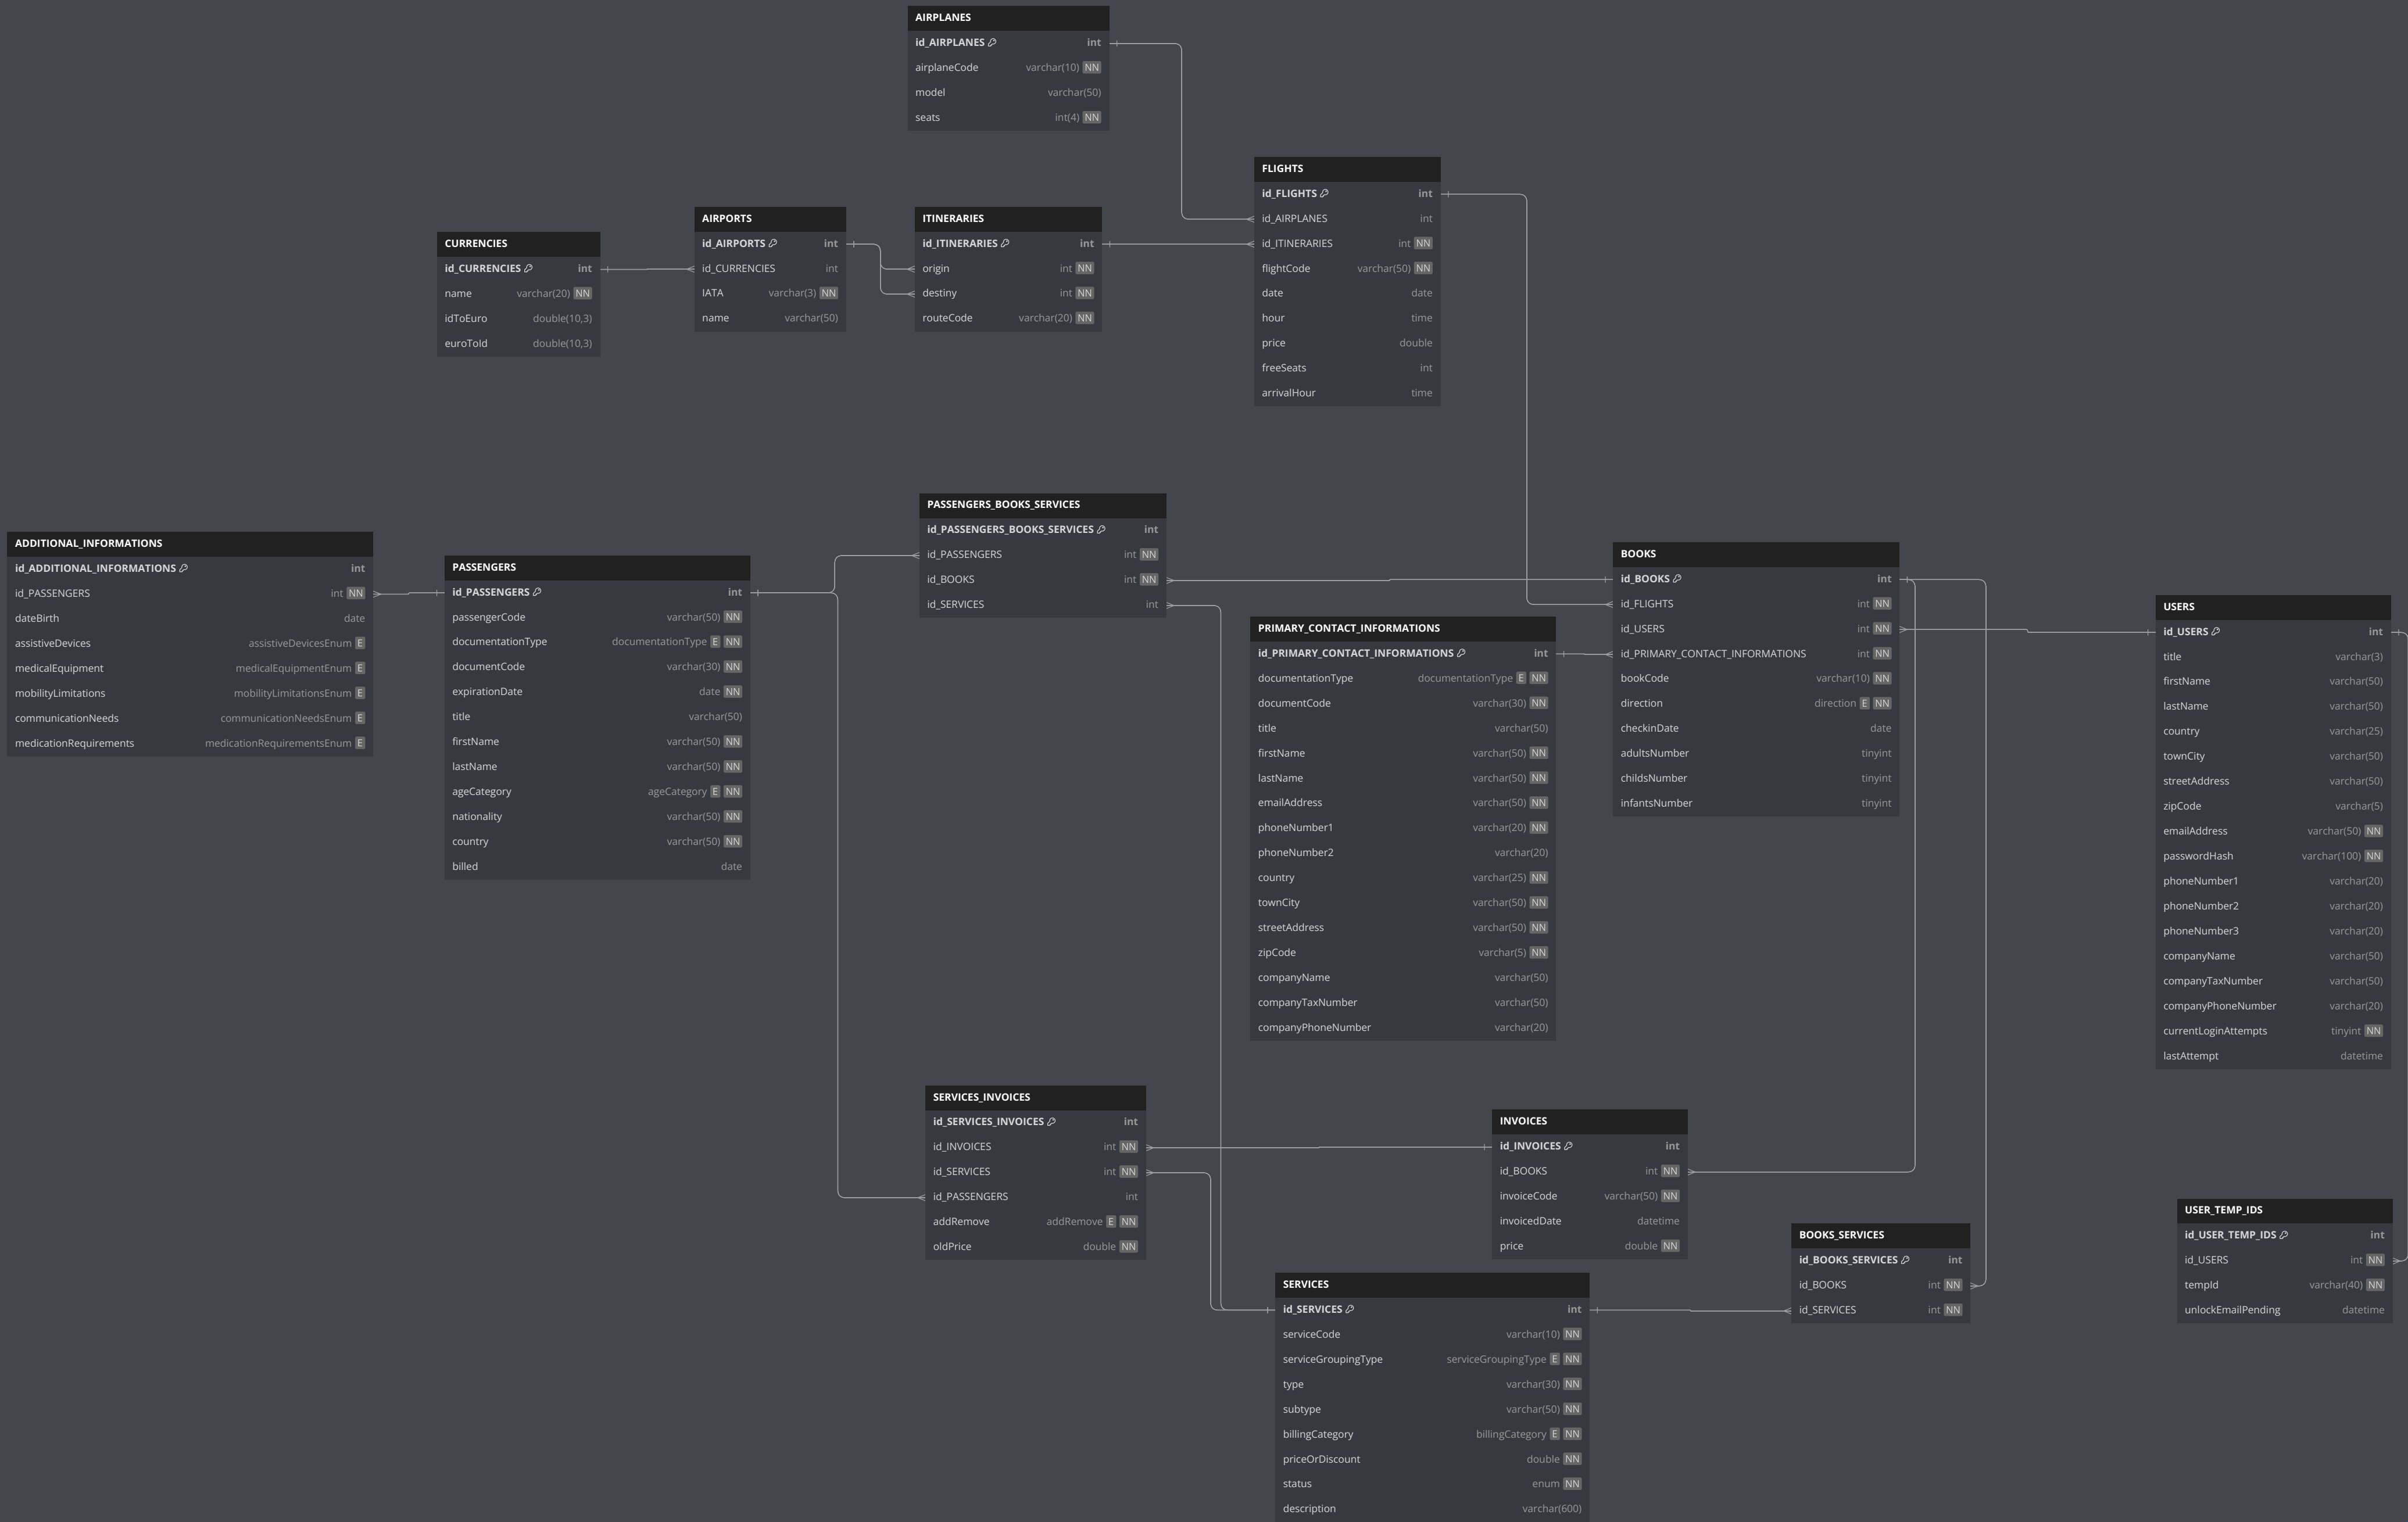 AIRPLANES
id_AIRPLANES int
airplaneCode varchar(10) NN
model varchar(50)
seats int(4) NN
FLIGHTS
id_FLIGHTS int
id_AIRPLANES int
id_ITINERARIES int NN
flightCode varchar(50) NN
date date
hour time
price double
freeSeats int
arrivalHour time
AIRPORTS
id_AIRPORTS int
id_CURRENCIES int
IATA varchar(3) NN
name varchar(50)
ITINERARIES
id_ITINERARIES int
origin int NN
destiny int NN
routeCode varchar(20) NN
CURRENCIES
id_CURRENCIES int
name varchar(20) NN
idToEuro double(10,3)
euroToId double(10,3)
PASSENGERS_BOOKS_SERVICES
id_PASSENGERS_BOOKS_SERVICES int
id_PASSENGERS int NN
id_BOOKS int NN
id_SERVICES int
ADDITIONAL_INFORMATIONS
id_ADDITIONAL_INFORMATIONS int
id_PASSENGERS int NN
dateBirth date
assistiveDevices assistiveDevicesEnum E
medicalEquipment medicalEquipmentEnum E
mobilityLimitations mobilityLimitationsEnum E
communicationNeeds communicationNeedsEnum E
medicationRequirements medicationRequirementsEnum E
PASSENGERS
id_PASSENGERS int
passengerCode varchar(50) NN
documentationType documentationType E NN
documentCode varchar(30) NN
expirationDate date NN
title varchar(50)
firstName varchar(50) NN
lastName varchar(50) NN
ageCategory ageCategory E NN
nationality varchar(50) NN
country varchar(50) NN
billed date
BOOKS
id_BOOKS int
id_FLIGHTS int NN
id_USERS int NN
id_PRIMARY_CONTACT_INFORMATIONS int NN
bookCode varchar(10) NN
direction direction E NN
checkinDate date
adultsNumber tinyint
childsNumber tinyint
infantsNumber tinyint
PRIMARY_CONTACT_INFORMATIONS
id_PRIMARY_CONTACT_INFORMATIONS int
documentationType documentationType E NN
documentCode varchar(30) NN
title varchar(50)
firstName varchar(50) NN
lastName varchar(50) NN
emailAddress varchar(50) NN
phoneNumber1 varchar(20) NN
phoneNumber2 varchar(20)
country varchar(25) NN
townCity varchar(50) NN
streetAddress varchar(50) NN
zipCode varchar(5) NN
companyName varchar(50)
companyTaxNumber varchar(50)
companyPhoneNumber varchar(20)
USERS
id_USERS int
title varchar(3)
firstName varchar(50)
lastName varchar(50)
country varchar(25)
townCity varchar(50)
streetAddress varchar(50)
zipCode varchar(5)
emailAddress varchar(50) NN
passwordHash varchar(100) NN
phoneNumber1 varchar(20)
phoneNumber2 varchar(20)
phoneNumber3 varchar(20)
companyName varchar(50)
companyTaxNumber varchar(50)
companyPhoneNumber varchar(20)
currentLoginAttempts tinyint NN
lastAttempt datetime
SERVICES_INVOICES
id_SERVICES_INVOICES int
id_INVOICES int NN
id_SERVICES int NN
id_PASSENGERS int
addRemove addRemove E NN
oldPrice double NN
INVOICES
id_INVOICES int
id_BOOKS int NN
invoiceCode varchar(50) NN
invoicedDate datetime
price double NN
USER_TEMP_IDS
id_USER_TEMP_IDS int
id_USERS int NN
tempId varchar(40) NN
unlockEmailPending datetime
BOOKS_SERVICES
id_BOOKS_SERVICES int
id_BOOKS int NN
id_SERVICES int NN
SERVICES
id_SERVICES int
serviceCode varchar(10) NN
serviceGroupingType serviceGroupingType E NN
type varchar(30) NN
subtype varchar(50) NN
billingCategory billingCategory E NN
priceOrDiscount double NN
status enum NN
description varchar(600)